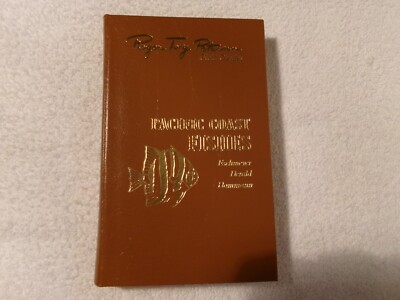 Roger Tory Peterson
PACIFIC COAST
FISHES
Eschmeyer
Herald
Hammann